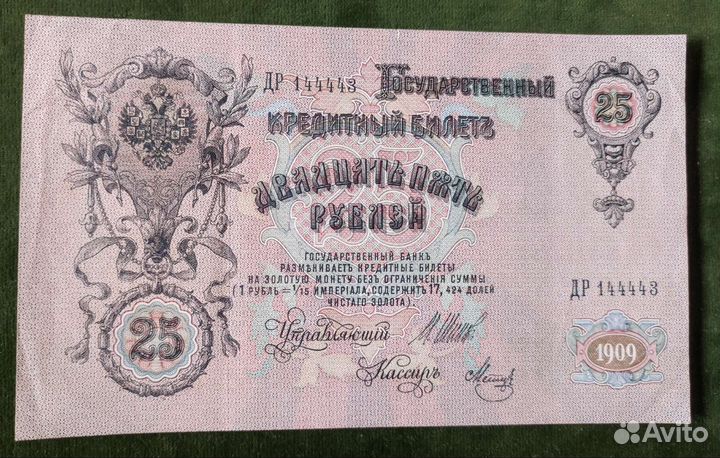 ДР 144443 Государственный
25
Кредитный Билетъ
Двадцать пять
Рублей
ГОСУДАРСТВЕННЫЙ БАНКЪ
РАЗМѢНИВАЕТЪ КРЕДИТНЫЕ БИЛЕТЫ
НА ЗОЛОТУЮ МОНЕТУ БЕЗЪ ОГРАНИЧЕНІЯ СУММЫ
(1 РУБЛЬ = 1/15 ИМПЕРІАЛА, СОДЕРЖИТЪ 17,424 ДОЛЕЙ
ЧИСТАГО ЗОЛОТА).
ДР 144443
Управляющій
25
1909
Кассиръ
Avito